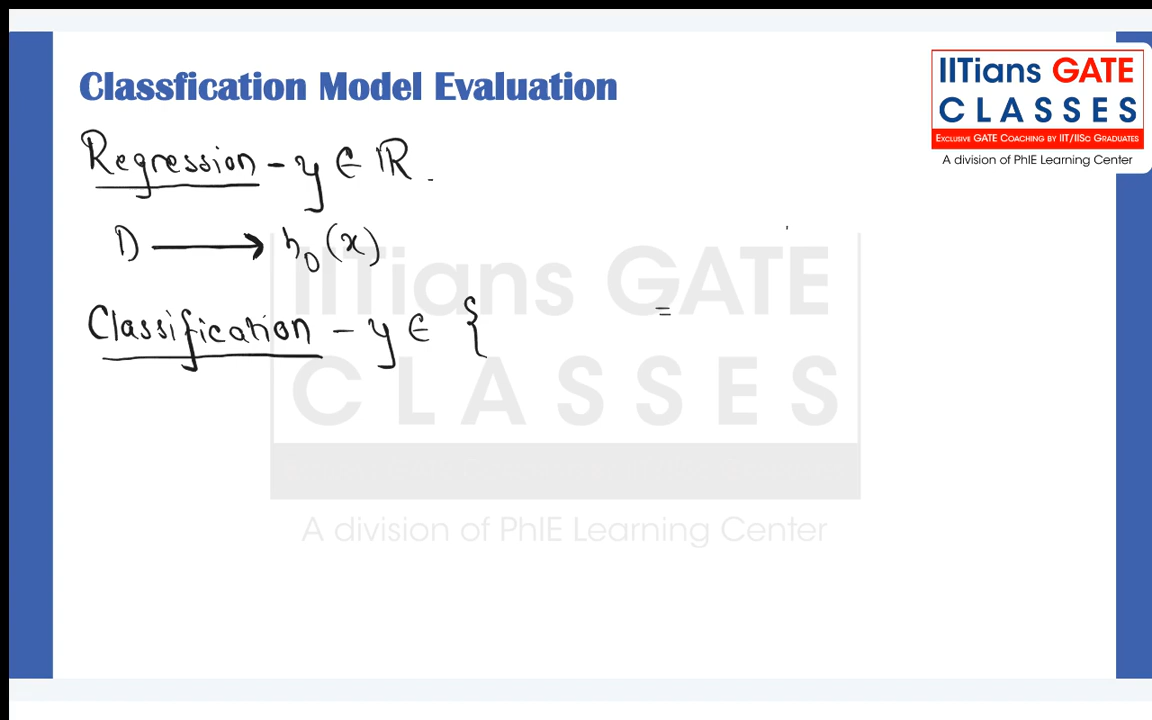 Classfication Model Evaluation
IITians GATE
CLASSES
EXCLUSIVE GATE COACHING BY IIT/IISc GRADUATES
A division of PhIE Learning Center
Regression - y ∈ ℝ.
D → h_D(x)
Classification - y ∈ {
=
IITians GATE
CLASSES
A division of PhIE Learning Center